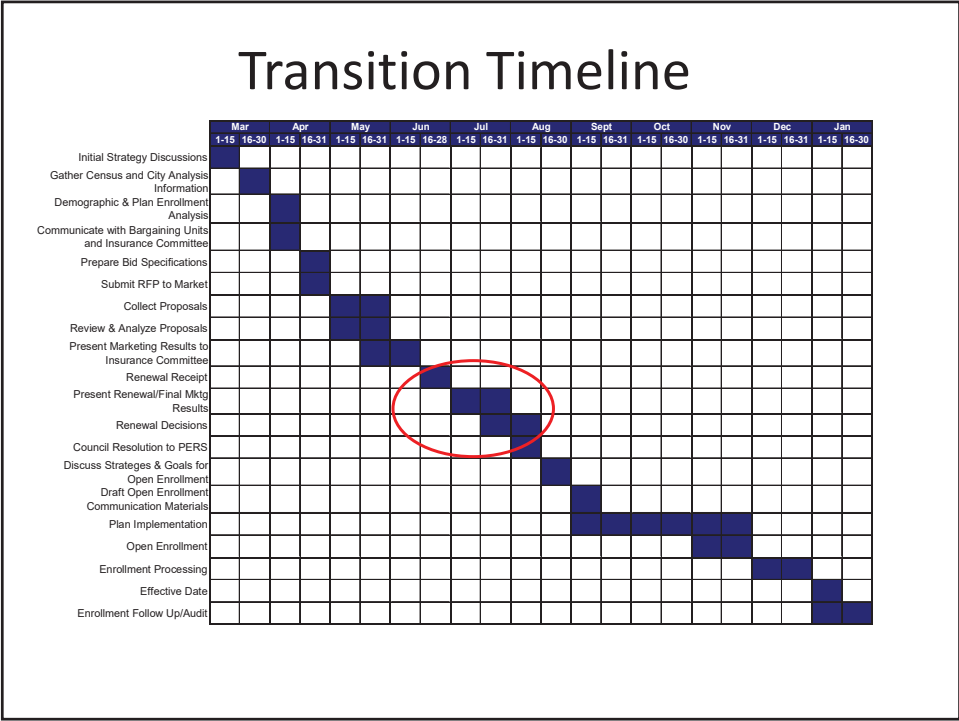 Transition Timeline
Mar Apr May Jun Jul Aug Sept Oct Nov Dec Jan
1-15 16-30 1-15 16-31 1-15 16-31 1-15 16-28 1-15 16-31 1-15 16-30 1-15 16-31 1-15 16-30 1-15 16-31 1-15 16-31 1-15 16-30
Initial Strategy Discussions
Gather Census and City Analysis
Information
Demographic & Plan Enrollment
Analysis
Communicate with Bargaining Units
and Insurance Committee
Prepare Bid Specifications
Submit RFP to Market
Collect Proposals
Review & Analyze Proposals
Present Marketing Results to
Insurance Committee
Renewal Receipt
Present Renewal/Final Mktg
Results
Renewal Decisions
Council Resolution to PERS
Discuss Strateges & Goals for
Open Enrollment
Draft Open Enrollment
Communication Materials
Plan Implementation
Open Enrollment
Enrollment Processing
Effective Date
Enrollment Follow Up/Audit